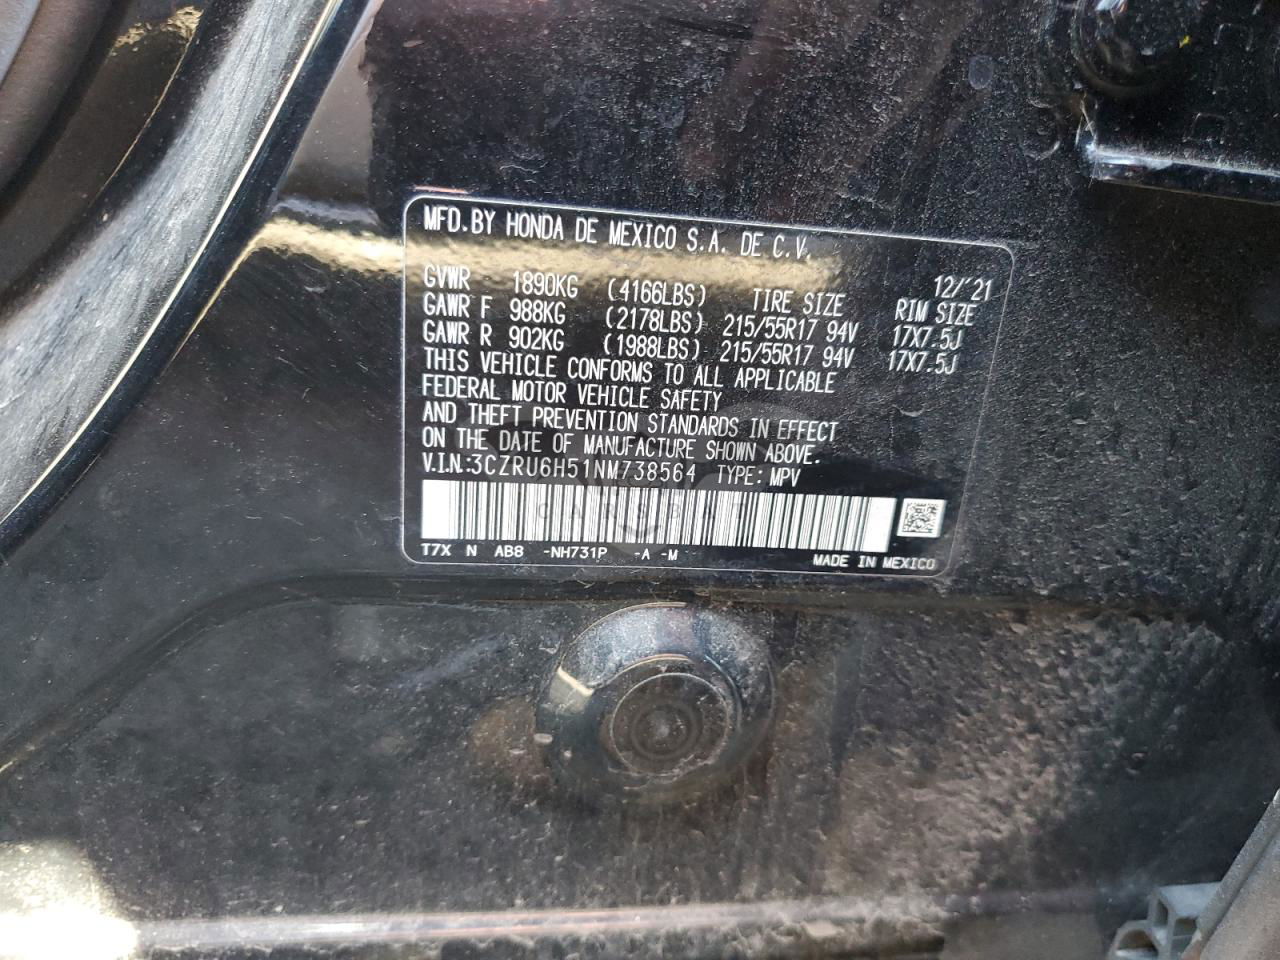 MFD.BY HONDA DE MEXICO S.A. DE C.V.
12/'21
GVWR 1890KG (4166LBS) TIRE SIZE RIM SIZE
GAWR F 988KG (2178LBS) 215/55R17 94V 17X7.5J
GAWR R 902KG (1988LBS) 215/55R17 94V 17X7.5J
THIS VEHICLE CONFORMS TO ALL APPLICABLE
FEDERAL MOTOR VEHICLE SAFETY
AND THEFT PREVENTION STANDARDS IN EFFECT
ON THE DATE OF MANUFACTURE SHOWN ABOVE.
V.I.N:3CZRU6H51NM738564 TYPE: MPV
CARSBAT
T7X N AB8 -NH731P -A -M MADE IN MEXICO